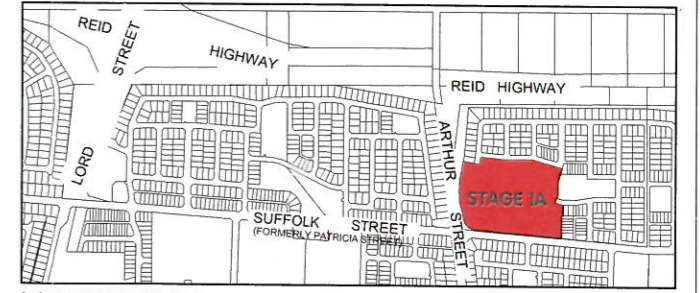 REID
STREET
HIGHWAY
REID HIGHWAY
LORD
ARTHUR
STREET
STAGE 1A
SUFFOLK STREET
(FORMERLY PATRICIA STREET)